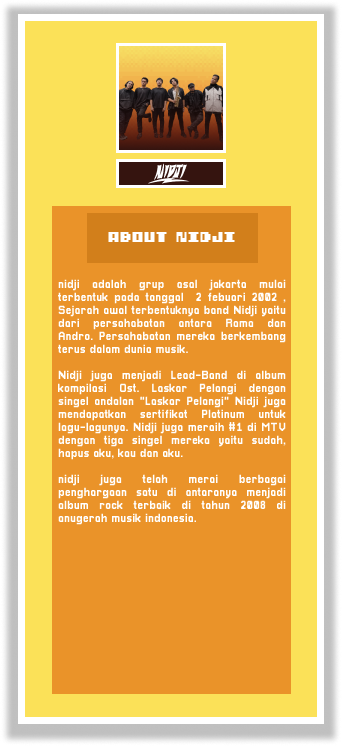 NIDJI
ABOUT NIDJI
nidji adalah grup asal jakarta mulai
terbentuk pada tanggal 2 febuari 2002 ,
Sejarah awal terbentuknya band Nidji yaitu
dari persahabatan antara Rama dan
Andro. Persahabatan mereka berkembang
terus dalam dunia musik.
Nidji juga menjadi Lead-Band di album
kompilasi Ost. Laskar Pelangi dengan
singel andalan "Laskar Pelangi" Nidji juga
mendapatkan sertifikat Platinum untuk
lagu-lagunya. Nidji juga meraih #1 di MTV
dengan tiga singel mereka yaitu sudah,
hapus aku, kau dan aku.
nidji juga telah merai berbagai
penghargaan satu di antaranya menjadi
album rock terbaik di tahun 2008 di
anugerah musik indonesia.